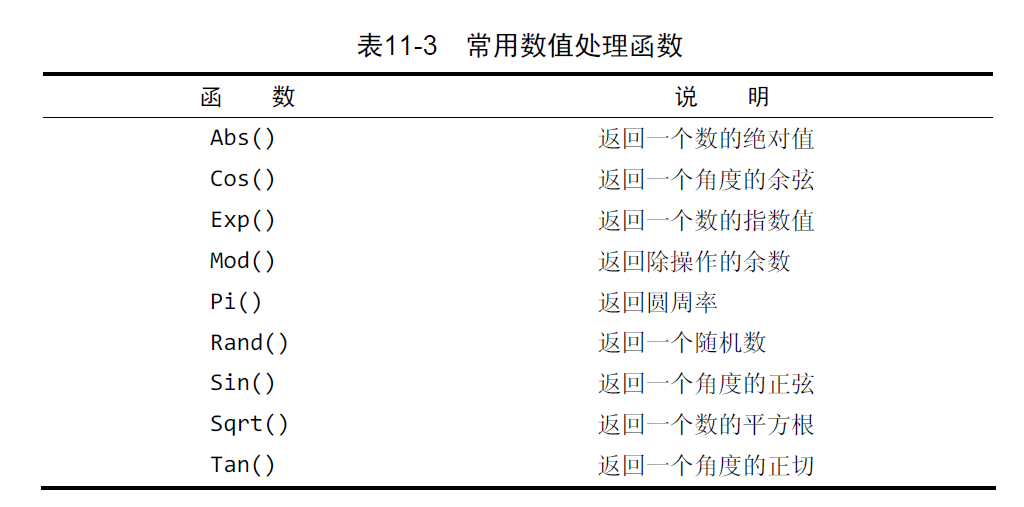 表11-3 常用数值处理函数
函 数 说 明
Abs() 返回一个数的绝对值
Cos() 返回一个角度的余弦
Exp() 返回一个数的指数值
Mod() 返回除操作的余数
Pi() 返回圆周率
Rand() 返回一个随机数
Sin() 返回一个角度的正弦
Sqrt() 返回一个数的平方根
Tan() 返回一个角度的正切